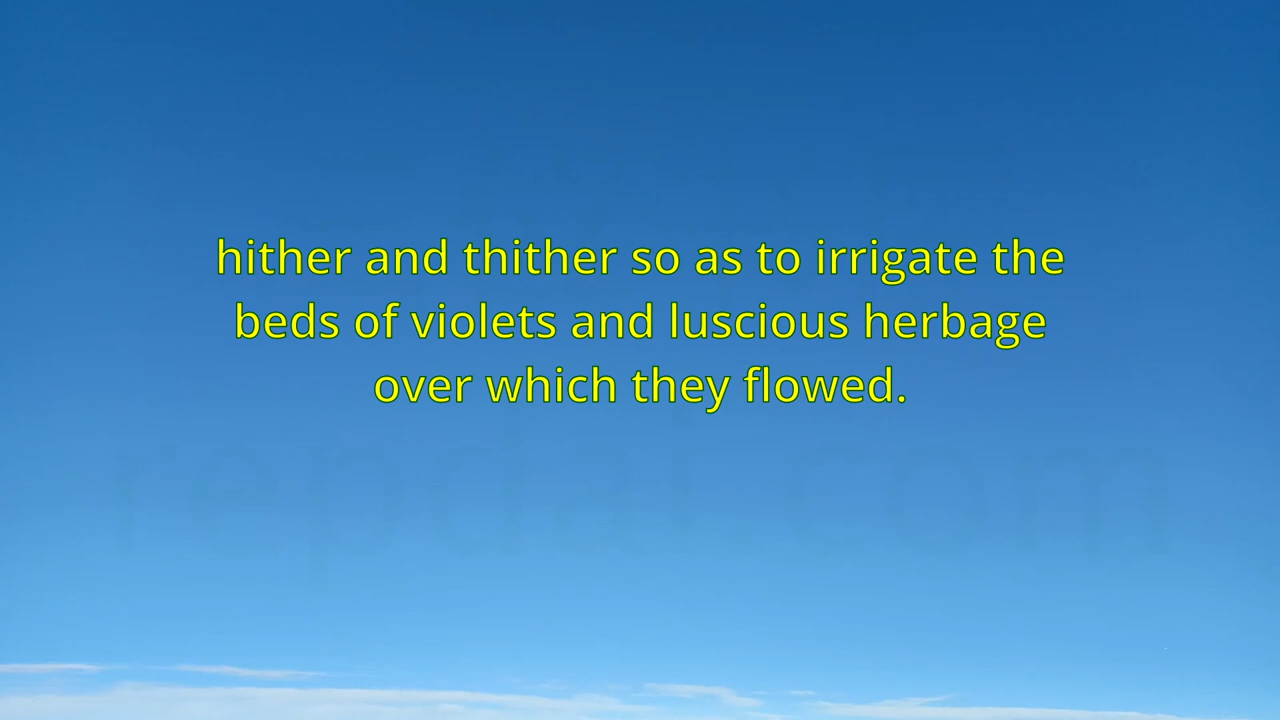 hither and thither so as to irrigate the
beds of violets and luscious herbage
over which they flowed.